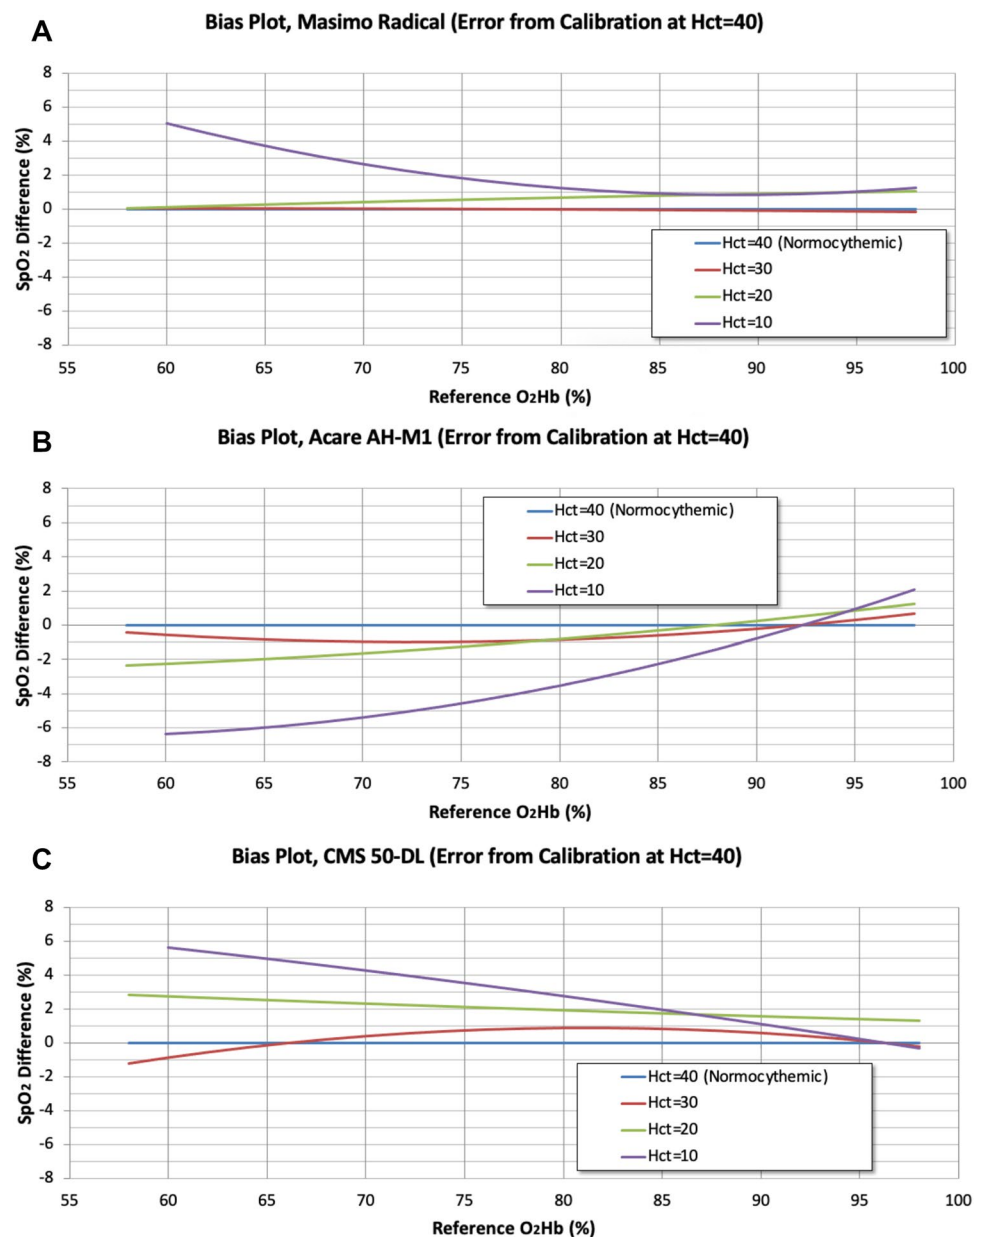 A
Bias Plot, Masimo Radical (Error from Calibration at Hct=40)
8
6
4
2
0
-2
-4
-6
-8
SpO2 Difference (%)
Hct=40 (Normocythemic)
Hct=30
Hct=20
Hct=10
55 60 65 70 75 80 85 90 95 100
Reference O2Hb (%)
B
Bias Plot, Acare AH-M1 (Error from Calibration at Hct=40)
8
6
4
2
0
-2
-4
-6
-8
SpO2 Difference (%)
Hct=40 (Normocythemic)
Hct=30
Hct=20
Hct=10
55 60 65 70 75 80 85 90 95 100
Reference O2Hb (%)
C
Bias Plot, CMS 50-DL (Error from Calibration at Hct=40)
8
6
4
2
0
-2
-4
-6
-8
SpO2 Difference (%)
Hct=40 (Normocythemic)
Hct=30
Hct=20
Hct=10
55 60 65 70 75 80 85 90 95 100
Reference O2Hb (%)